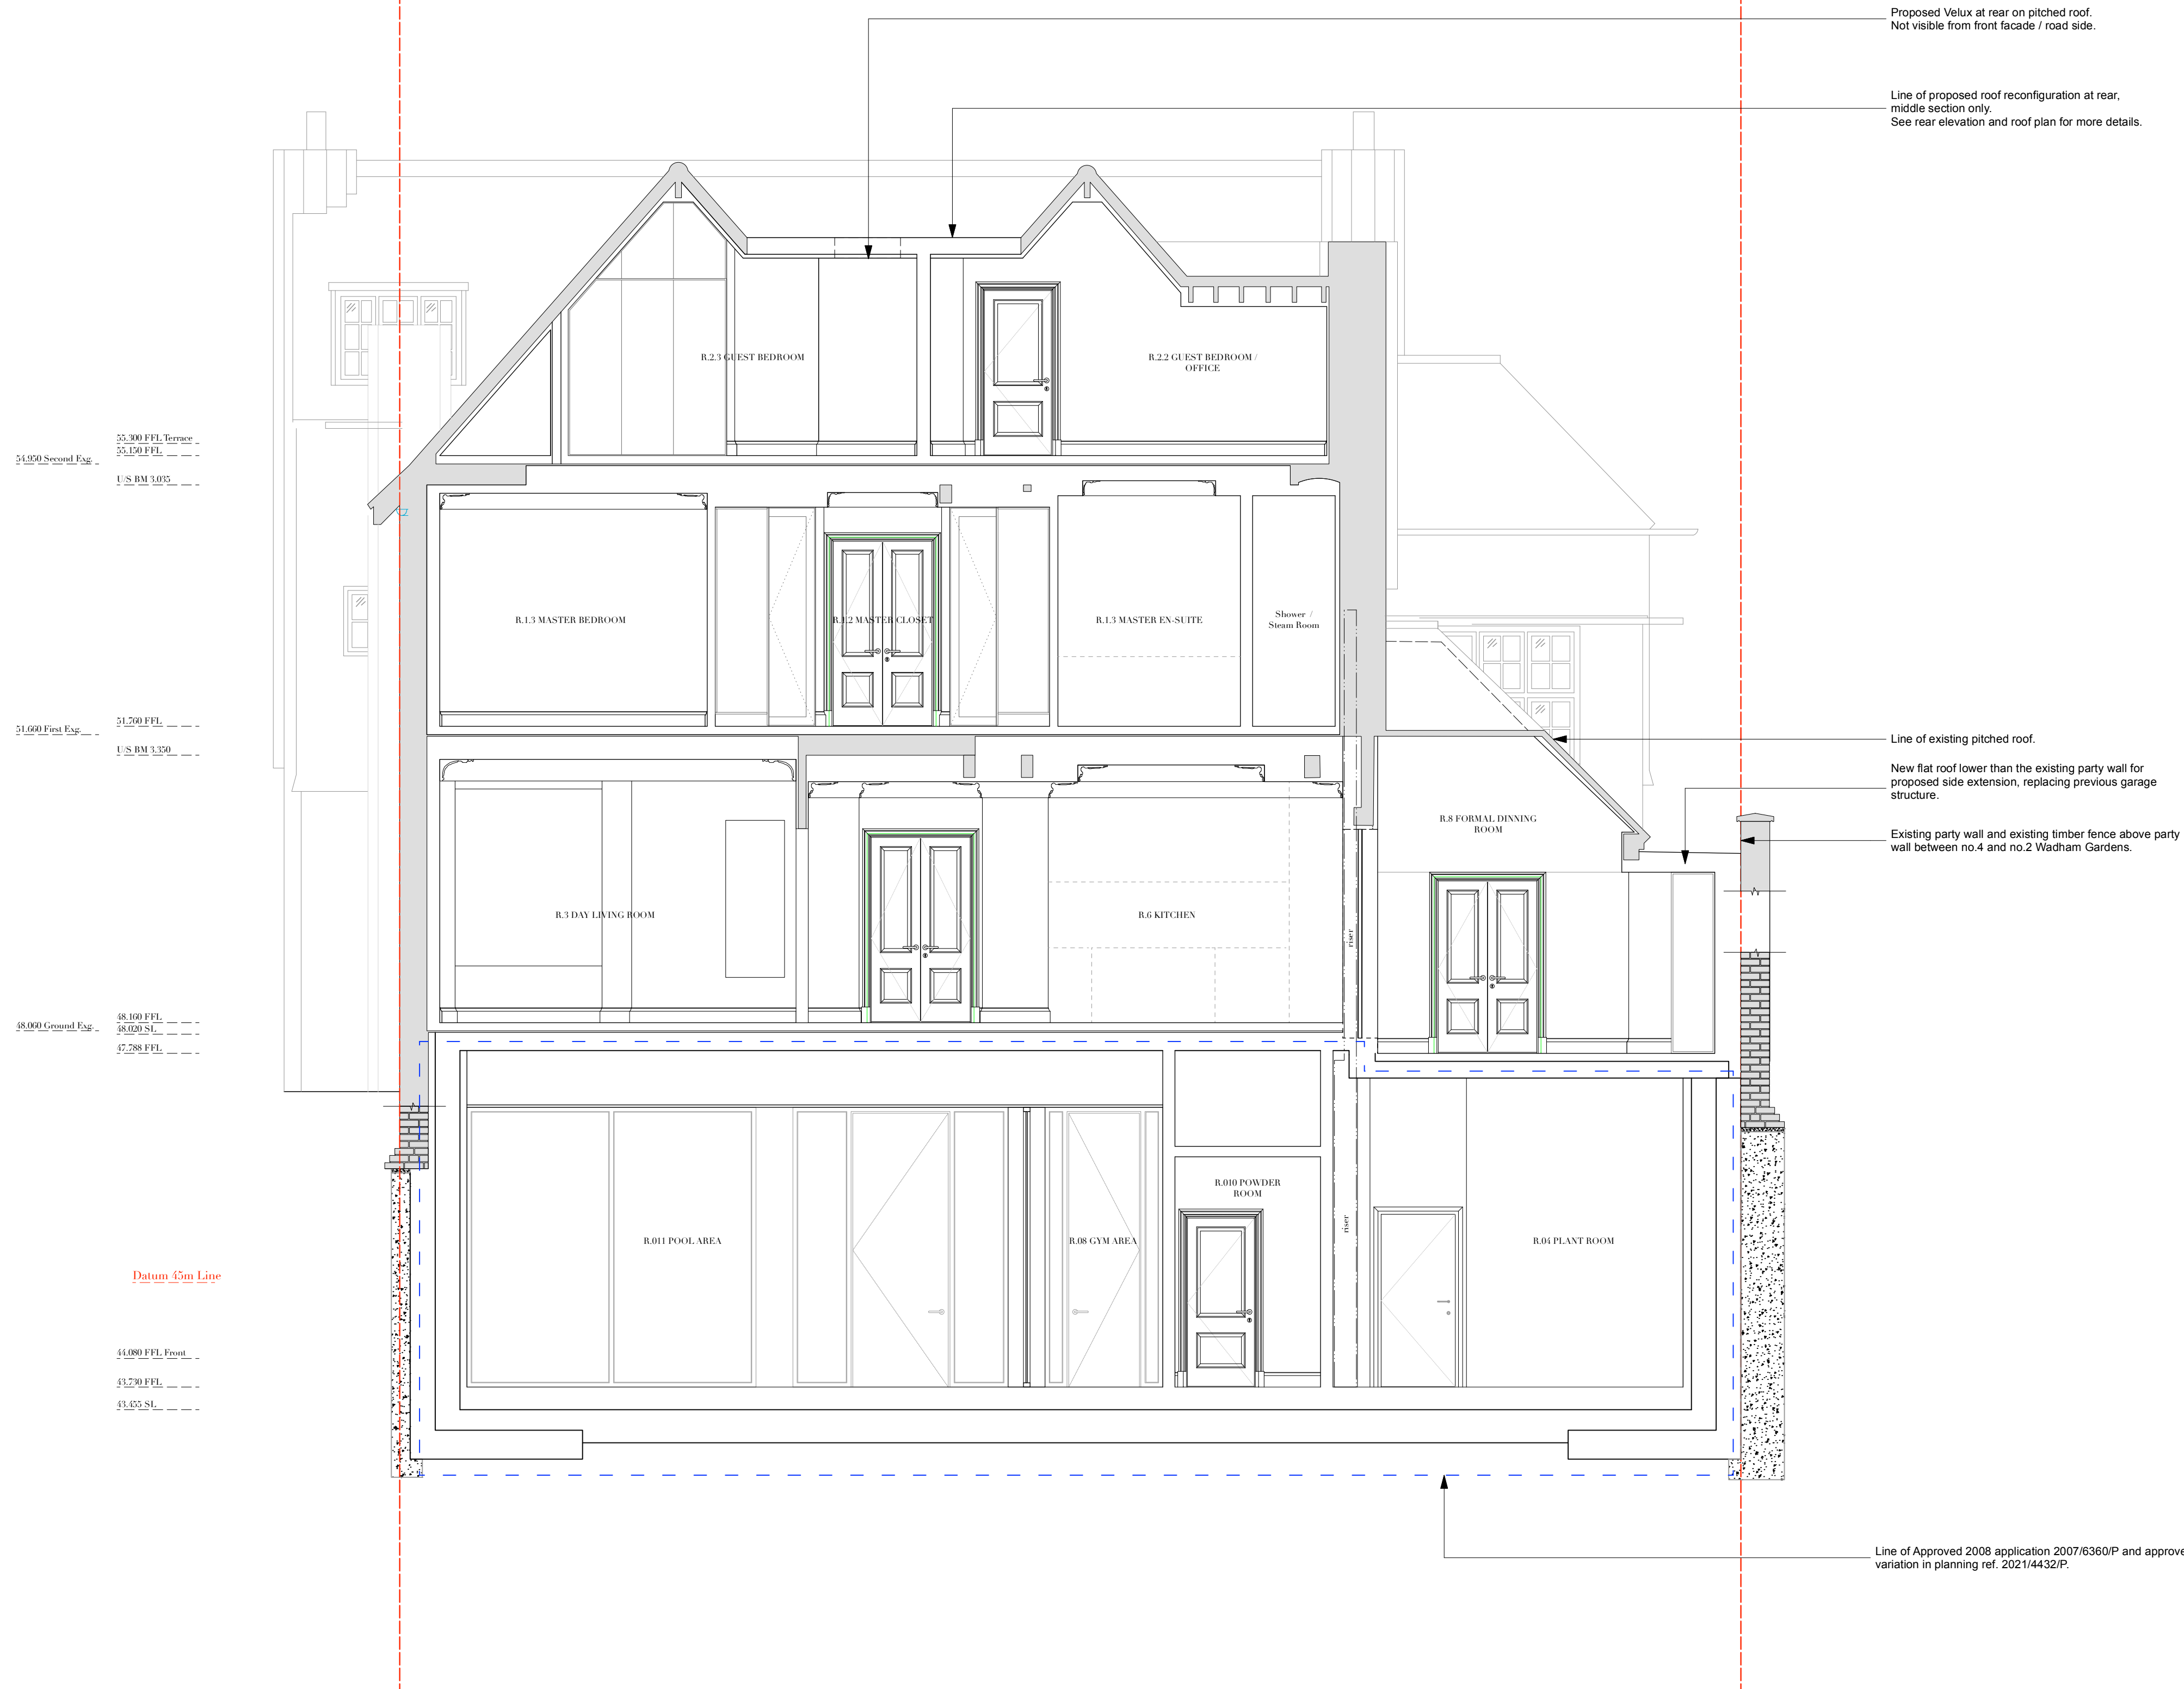 Proposed Velux at rear on pitched roof.
Not visible from front facade / road side.
Line of proposed roof reconfiguration at rear,
middle section only.
See rear elevation and roof plan for more details.
R.2.3 GUEST BEDROOM
R.2.2 GUEST BEDROOM /
OFFICE
55.300 FFL Terrace
55.150 FFL
54.950 Second Exg.
U/S BM 3.035
R.1.3 MASTER BEDROOM
R.1.2 MASTER CLOSET
R.1.3 MASTER EN-SUITE
Shower /
Steam Room
51.760 FFL
51.660 First Exg.
U/S BM 3.350
Line of existing pitched roof.
New flat roof lower than the existing party wall for
proposed side extension, replacing previous garage
structure.
R.8 FORMAL DINNING
ROOM
Existing party wall and existing timber fence above party
wall between no.4 and no.2 Wadham Gardens.
R.3 DAY LIVING ROOM
R.6 KITCHEN
riser
48.160 FFL
48.060 Ground Exg.
48.020 SL
47.788 FFL
R.010 POWDER
ROOM
riser
R.011 POOL AREA
R.08 GYM AREA
R.04 PLANT ROOM
Datum 45m Line
44.080 FFL Front
43.730 FFL
43.455 SL
Line of Approved 2008 application 2007/6360/P and approve
variation in planning ref. 2021/4432/P.